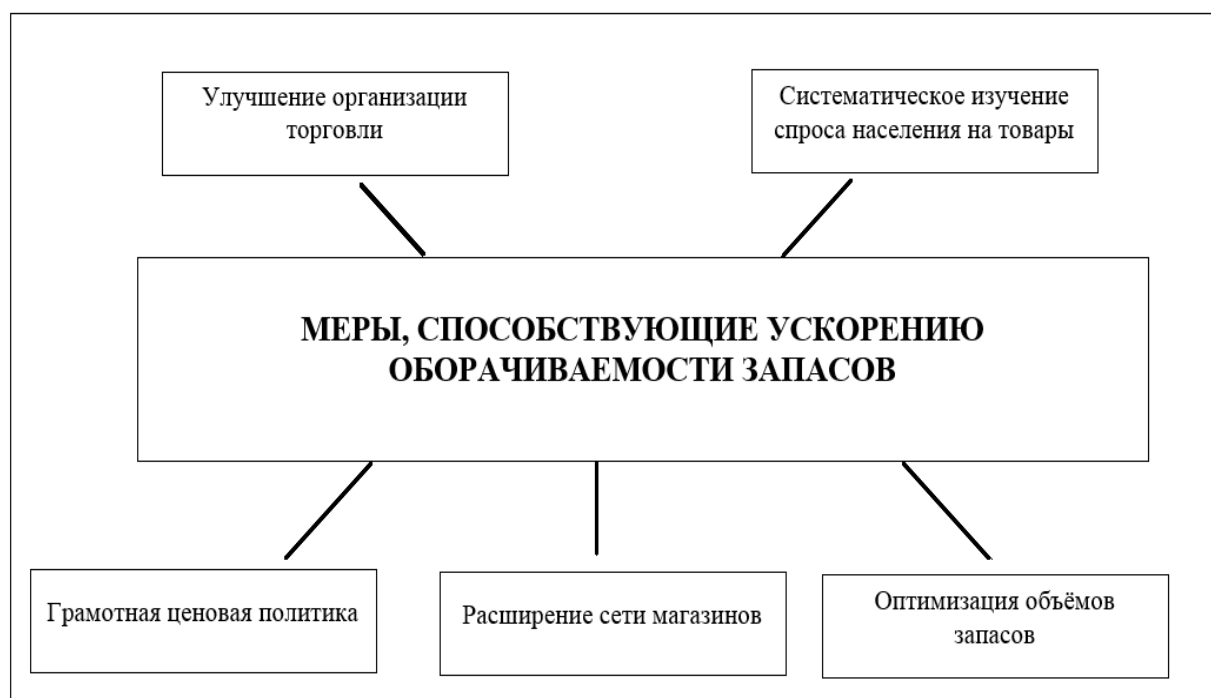 Улучшение организации
торговли
Систематическое изучение
спроса населения на товары
МЕРЫ, СПОСОБСТВУЮЩИЕ УСКОРЕНИЮ
ОБОРАЧИВАЕМОСТИ ЗАПАСОВ
Грамотная ценовая политика
Расширение сети магазинов
Оптимизация объёмов
запасов